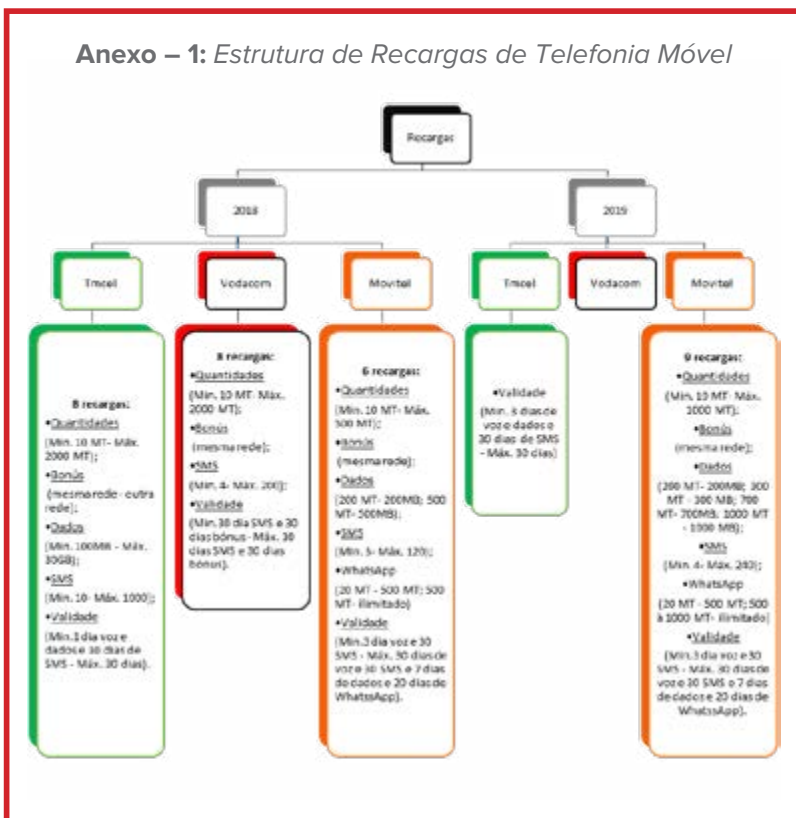 Anexo – 1: Estrutura de Recargas de Telefonia Móvel
Recargas
2018
2019
Tmcel
Vodacom
Movitel
Tmcel
Vodacom
Movitel
8 recargas:
•Quantidades
(Min. 10 MT- Máx.
2000 MT);
•Bonús
(mesma rede - outra
rede);
•Dados
(Min. 100MB - Máx.
30GB);
•SMS
(Min. 10- Máx. 1000);
•Validade
(Min.3 dia voz e
dados e 30 dias de
SMS - Máx. 30 dias).
8 recargas:
•Quantidades
(Min. 10 MT- Máx.
2000 MT);
•Bonús
(mesma rede);
•SMS
(Min. 4- Máx. 200);
•Validade
(Min.30 dia SMS e 30
dias bónus - Máx. 30
dias SMS e 30 dias
bónus).
6 recargas:
•Quantidades
(Min. 10 MT- Máx.
500 MT);
•Bonús
(mesma rede);
•Dados
(200 MT- 200MB; 500
MT- 500MB);
•SMS
(Min. 3- Máx. 120);
•WhatsApp
(20 MT - 500 MT; 500
MT- ilimitado)
•Validade
(Min.3 dia voz e 30
SMS - Máx. 30 dias de
voz e 30 SMS e 7 dias
de dados e 20 dias de
WhatssApp).
•Validade
(Min. 3 dias de
voz e dados e
30 dias de SMS
- Máx. 30 dias)
9 recargas:
•Quantidades
(Min. 10 MT- Máx.
1000 MT);
•Bonús
(mesma rede);
•Dados
(200 MT- 200MB; 300
MT - 300 MB; 700
MT- 700MB; 1000 MT
- 1000 MB);
•SMS
(Min. 4- Máx. 240);
•WhatsApp
(20 MT - 500 MT; 500
à 1000 MT- ilimitado)
•Validade
(Min.3 dia voz e 30
SMS - Máx. 30 dias de
voz e 30 SMS e 7 dias
de dados e 20 dias de
WhatssApp).